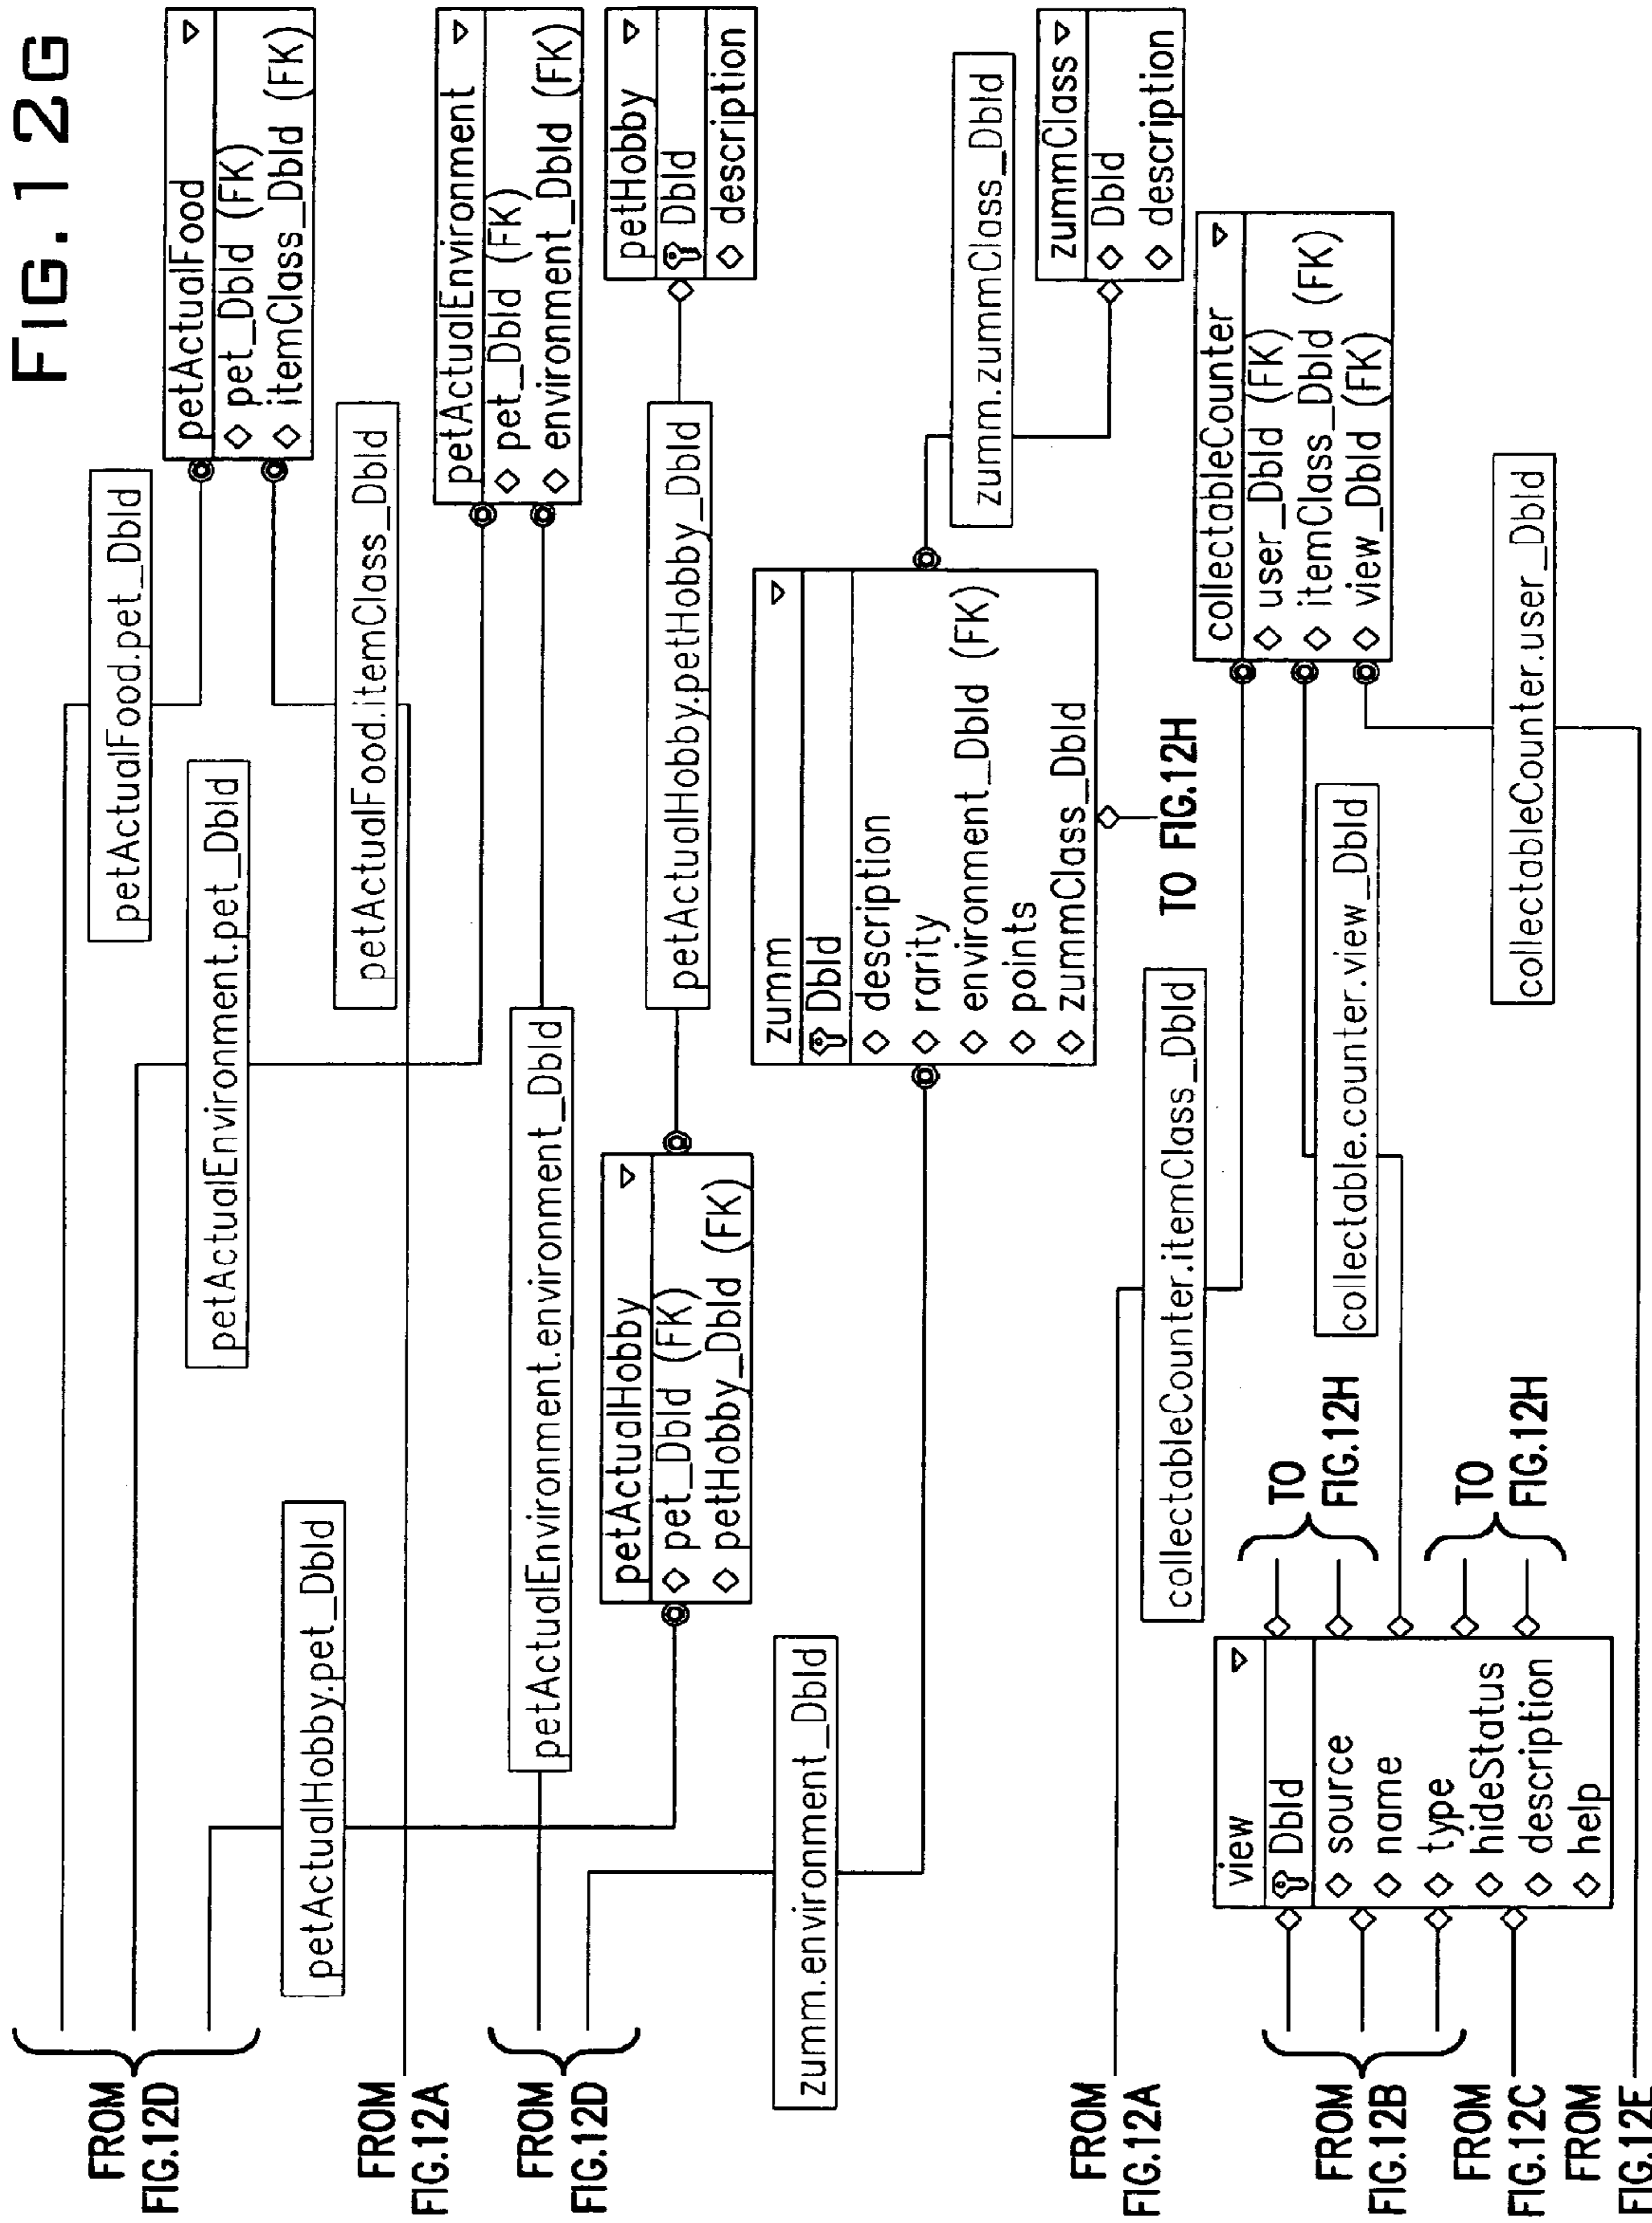 FIG. 12G
FROM
FIG.12D
petActualFood.pet_DbId
petActualFood
pet_DbId (FK)
itemClass_DbId (FK)
petActualEnvironment.pet_DbId
petActualHobby.pet_DbId
FROM
FIG.12A
petActualFood.itemClass_DbId
petActualEnvironment
pet_DbId (FK)
environment_DbId (FK)
FROM
FIG.12D
petActualEnvironment.environment_DbId
petActualHobby
pet_DbId (FK)
petHobby_DbId (FK)
petActualHobby.petHobby_DbId
petHobby
DbId
description
zumm.environment_DbId
zumm
DbId
description
rarity
environment_DbId (FK)
points
zummClass_DbId
zumm.zummClass_DbId
zummClass
DbId
description
TO FIG.12H
FROM
FIG.12A
collectableCounter.itemClass_DbId
collectableCounter
user_DbId (FK)
itemClass_DbId (FK)
view_DbId (FK)
FROM
FIG.12B
view
DbId
source
name
type
hideStatus
description
help
TO
FIG.12H
TO
FIG.12H
collectable.counter.view_DbId
FROM
FIG.12C
FROM
FIG.12E
collectableCounter.user_DbId